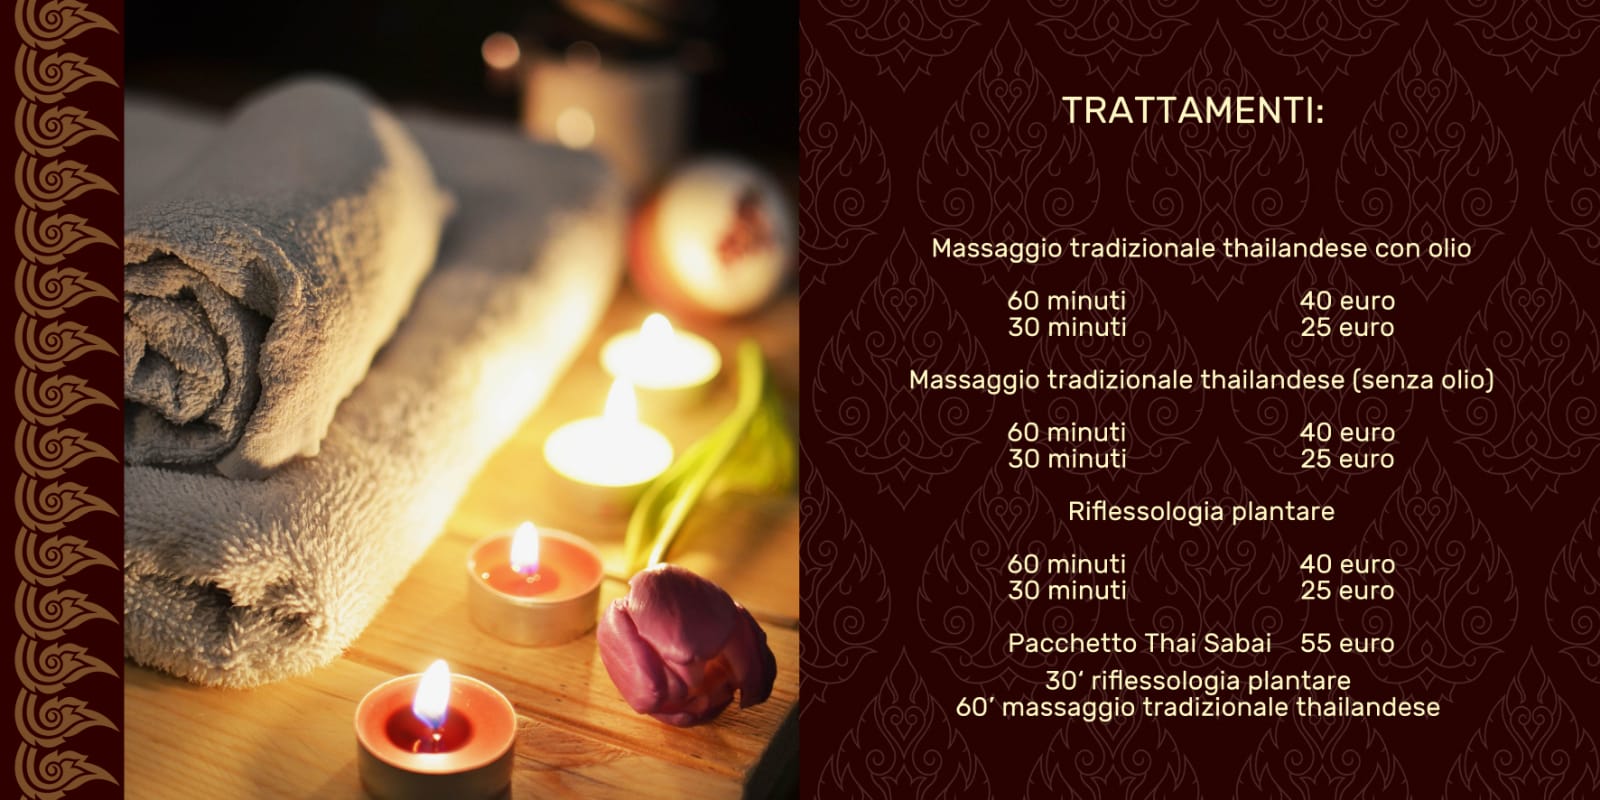 TRATTAMENTI:
Massaggio tradizionale thailandese con olio
60 minuti 40 euro
30 minuti 25 euro
Massaggio tradizionale thailandese (senza olio)
60 minuti 40 euro
30 minuti 25 euro
Riflessologia plantare
60 minuti 40 euro
30 minuti 25 euro
Pacchetto Thai Sabai 55 euro
30‘ riflessologia plantare
60’ massaggio tradizionale thailandese